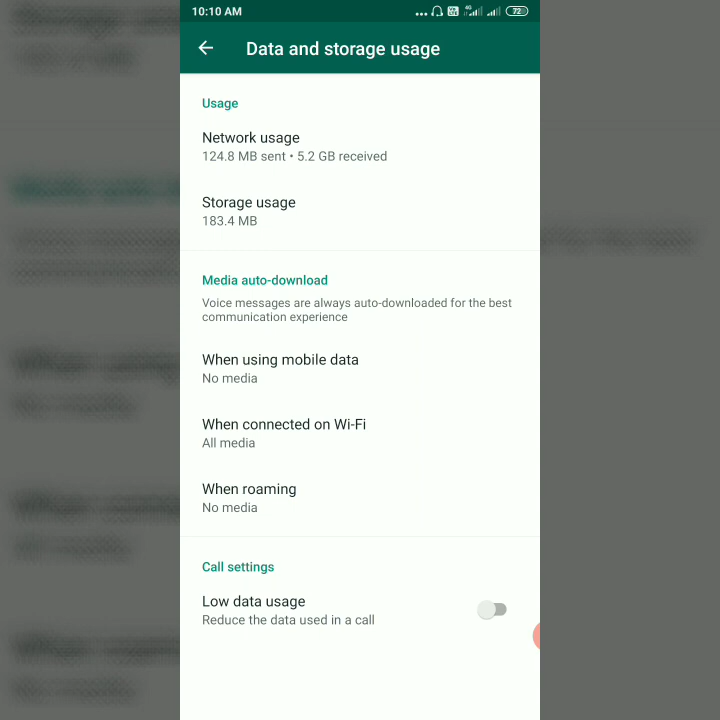 10:10 AM
4G
72
Data and storage usage
Usage
Network usage
124.8 MB sent • 5.2 GB received
Storage usage
183.4 MB
Media auto-download
Voice messages are always auto-downloaded for the best
communication experience
When using mobile data
No media
When connected on Wi-Fi
All media
When roaming
No media
Call settings
Low data usage
Reduce the data used in a call